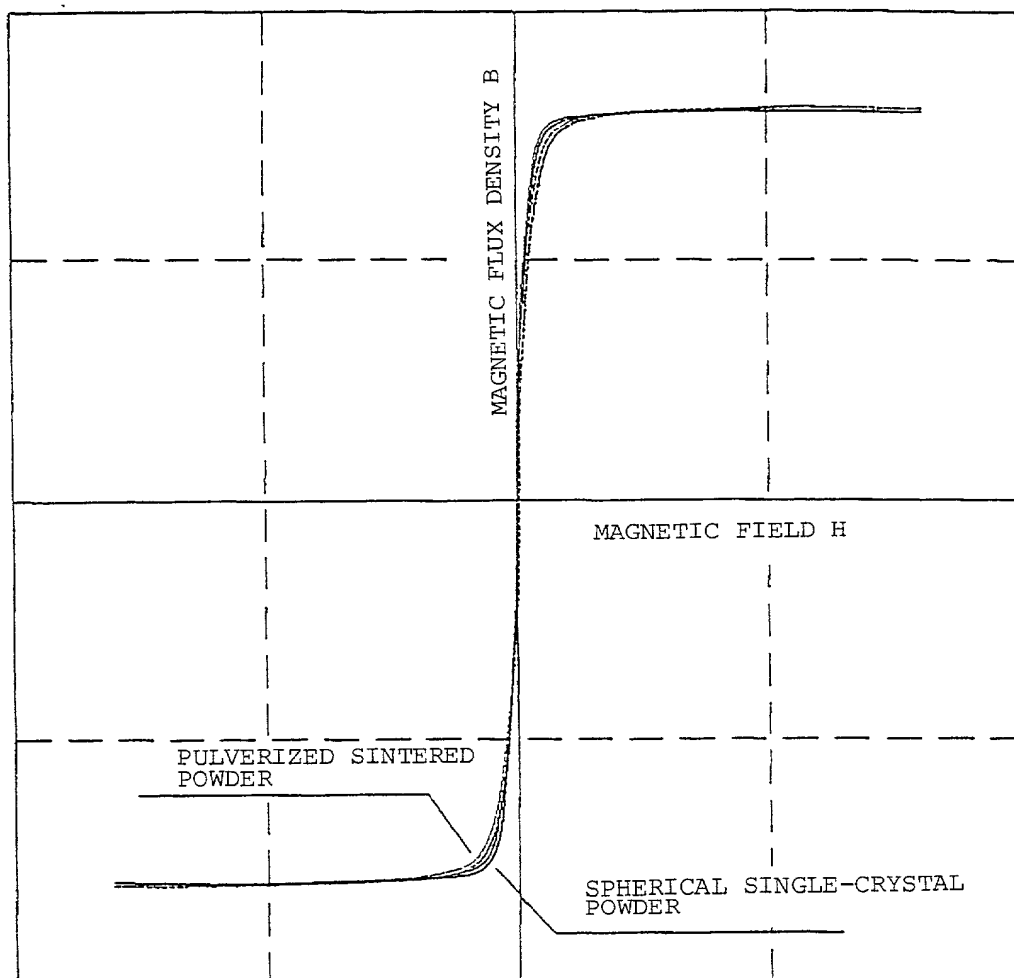 MAGNETIC FLUX DENSITY B
MAGNETIC FIELD H
PULVERIZED SINTERED
POWDER
SPHERICAL SINGLE-CRYSTAL
POWDER